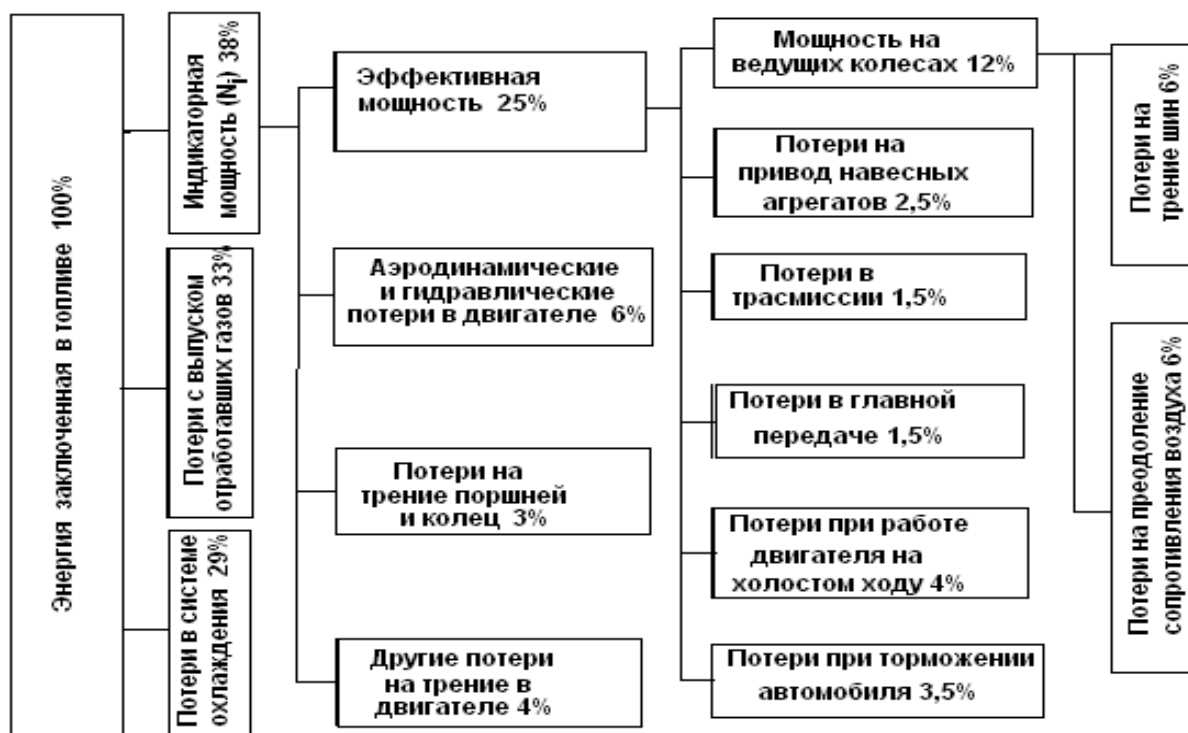 Энергия заключенная в топливе 100%
Индикаторная
мощность (Ni) 38%
Потери с выпуском
отработавших газов 33%
Потери в системе
охлаждения 29%
Эффективная
мощность 25%
Аэродинамические
и гидравлические
потери в двигателе 6%
Потери на
трение поршней
и колец 3%
Другие потери
на трение в
двигателе 4%
Мощность на
ведущих колесах 12%
Потери на
привод навесных
агрегатов 2,5%
Потери в
трасмиссии 1,5%
Потери в главной
передаче 1,5%
Потери при работе
двигателя на
холостом ходу 4%
Потери при торможении
автомобиля 3,5%
Потери на
трение шин 6%
Потери на преодоление
сопротивления воздуха 6%